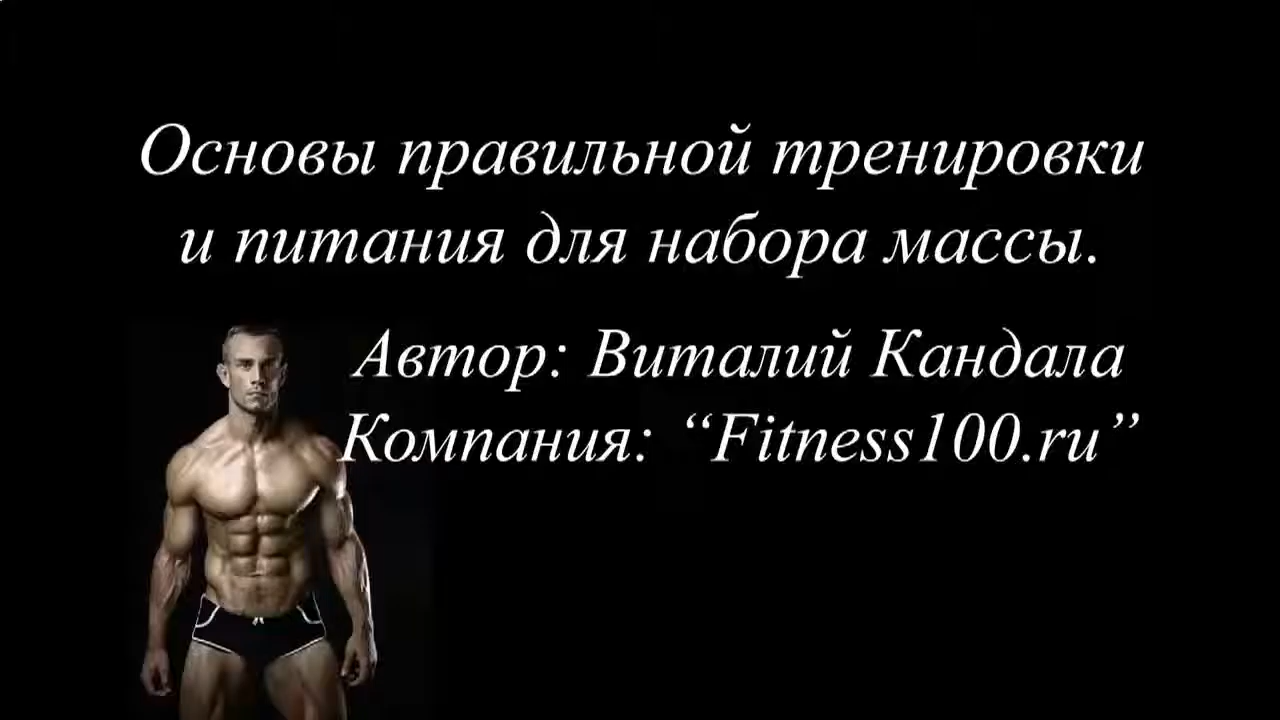 Основы правильной тренировки
и питания для набора массы.
Автор: Виталий Кандала
Компания: “Fitness100.ru”